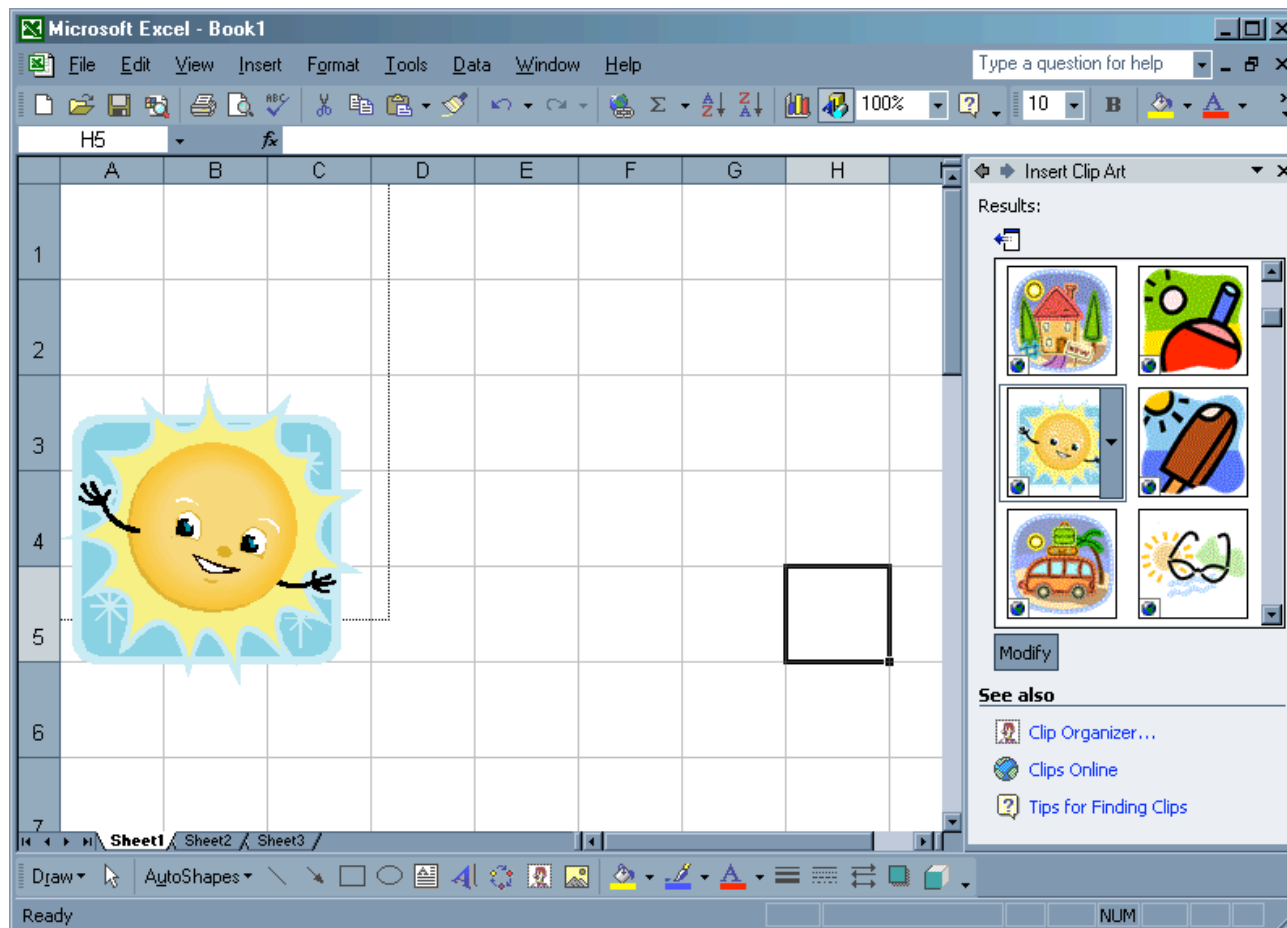 Microsoft Excel - Book1
File Edit View Insert Format Tools Data Window Help Type a question for help
ABC Σ A Z Z A 100% ? 10 B A
H5 fx
A B C D E F G H
Insert Clip Art
Results:
1
2
3
4
5
6
7
Modify
See also
Clip Organizer...
Clips Online
Tips for Finding Clips
Sheet1 Sheet2 Sheet3
Draw AutoShapes A A
Ready NUM